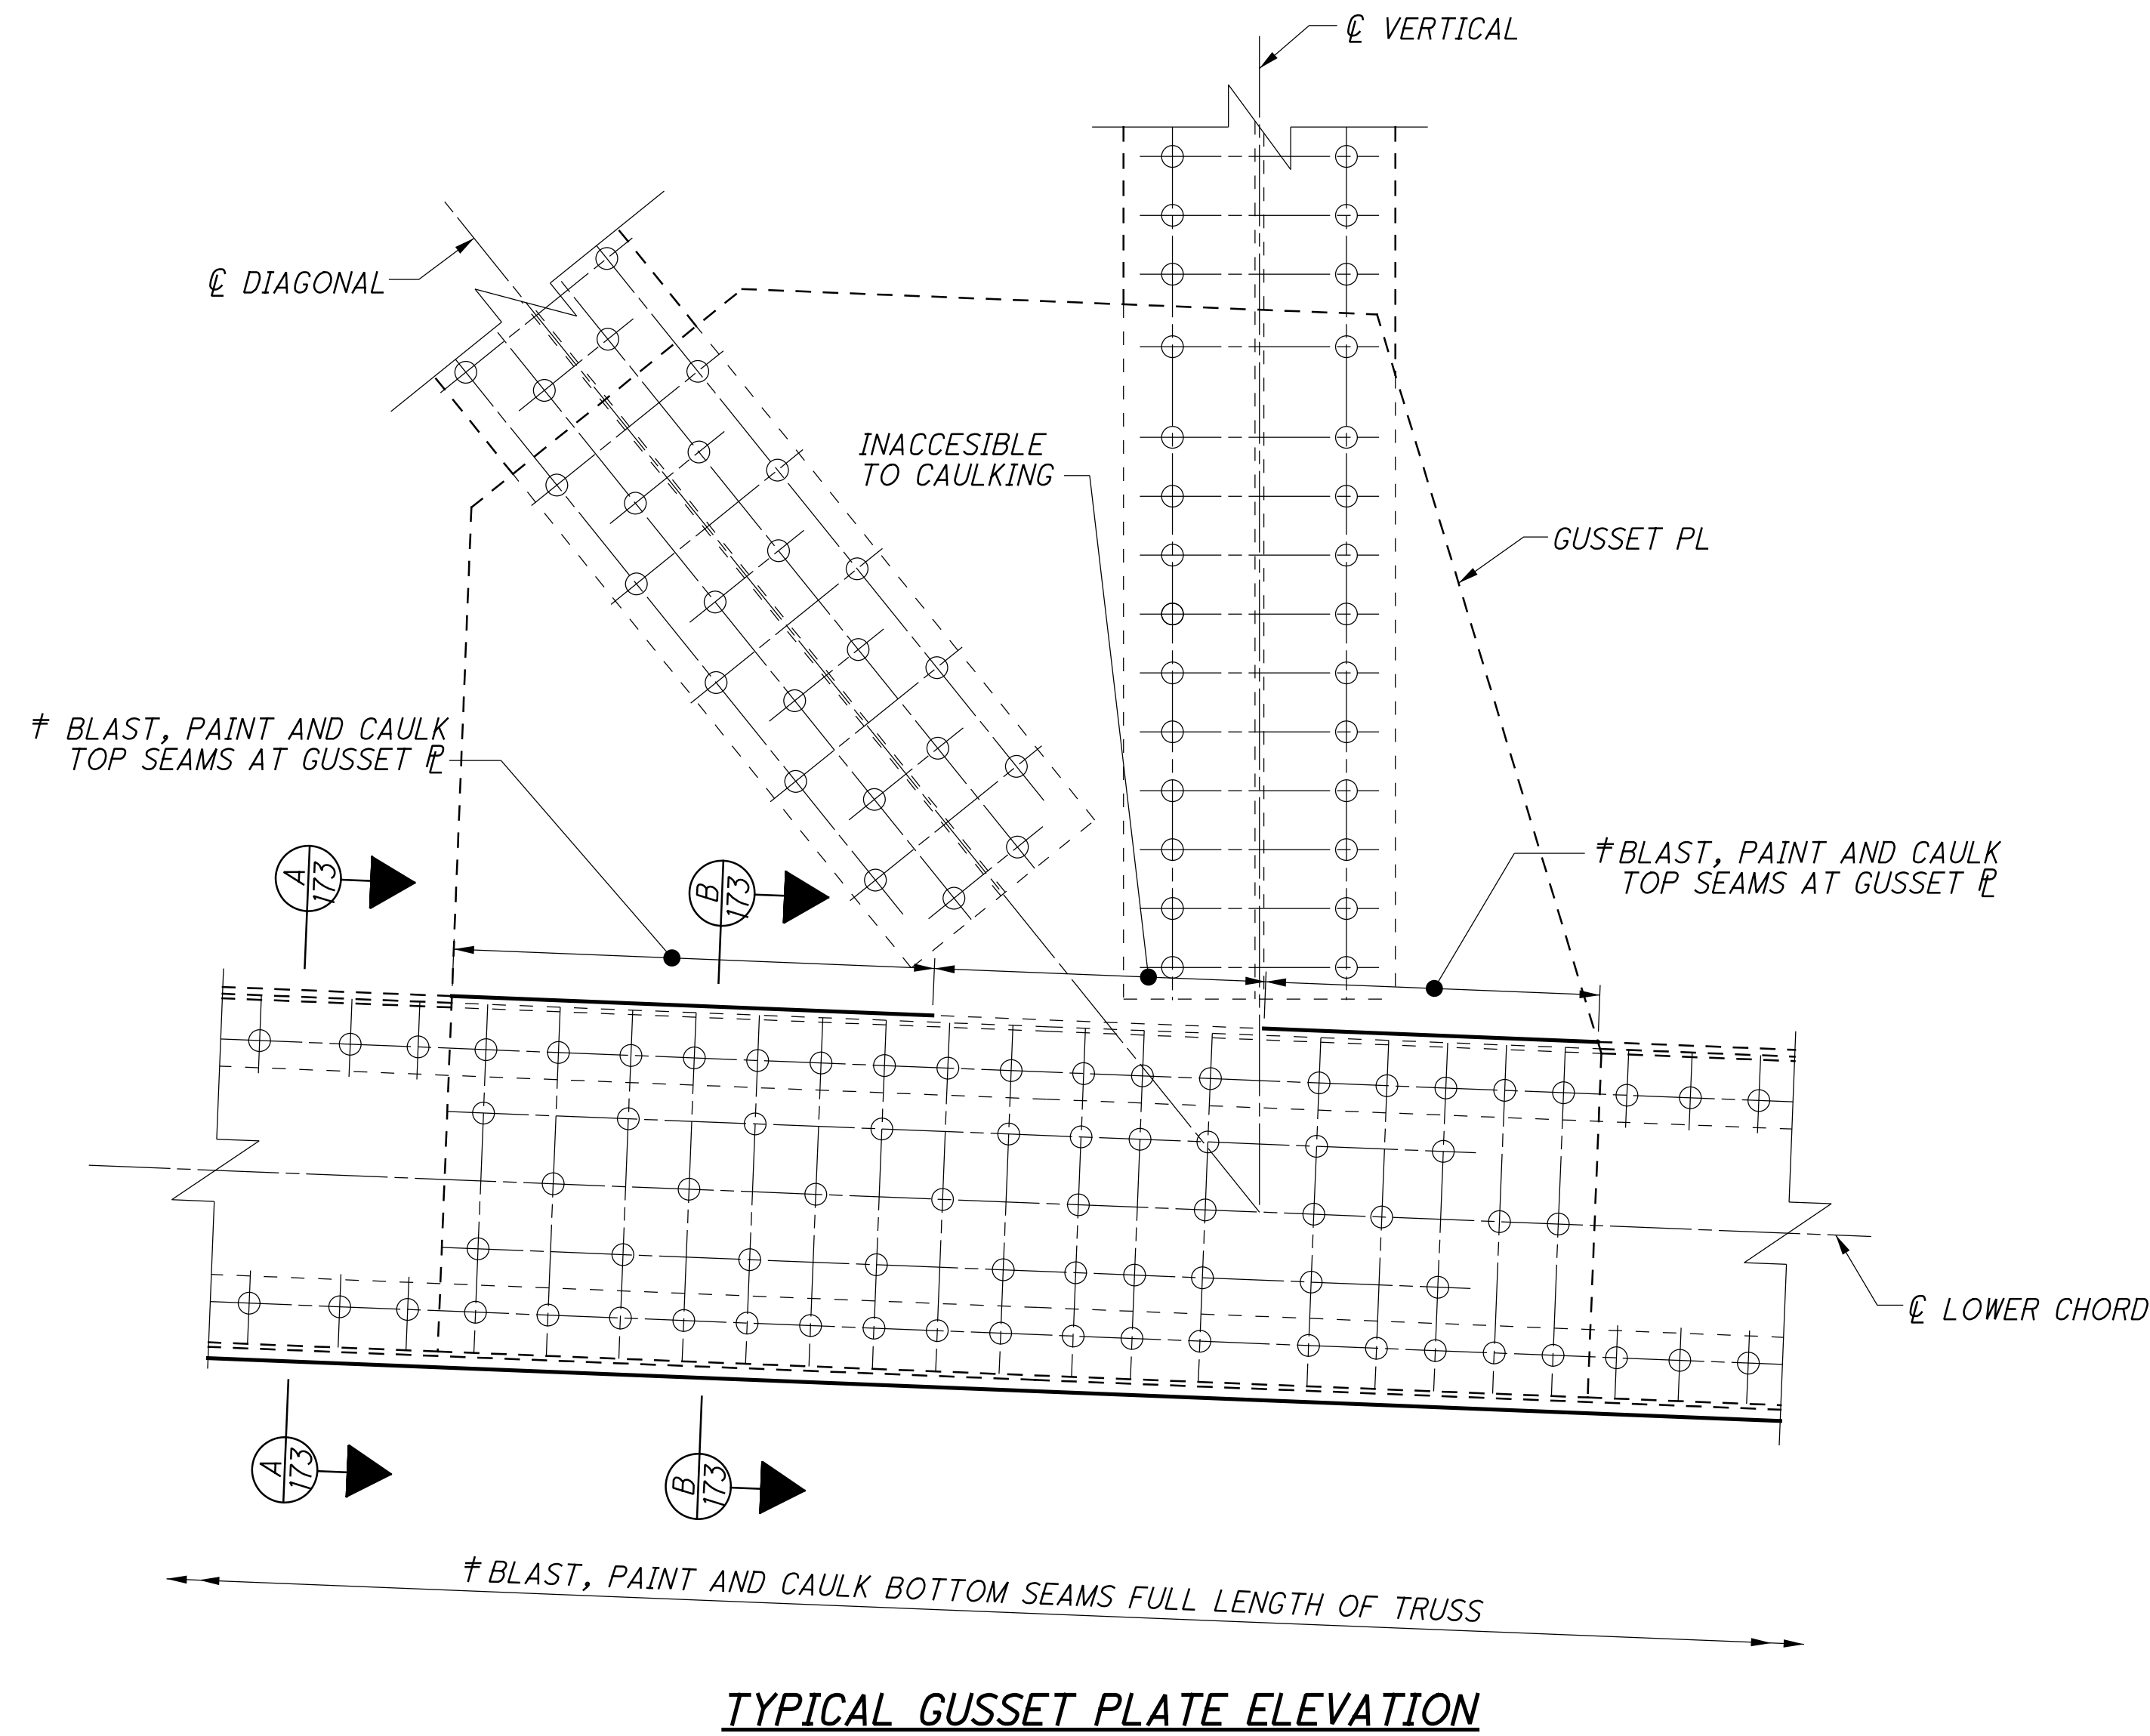 ℄ VERTICAL
℄ DIAGONAL
INACCESIBLE
TO CAULKING
GUSSET PL
ǂ BLAST, PAINT AND CAULK
TOP SEAMS AT GUSSET ⅊
ǂ BLAST, PAINT AND CAULK
TOP SEAMS AT GUSSET ⅊
A
173
B
173
℄ LOWER CHORD
A
173
B
173
ǂ BLAST, PAINT AND CAULK BOTTOM SEAMS FULL LENGTH OF TRUSS
TYPICAL GUSSET PLATE ELEVATION